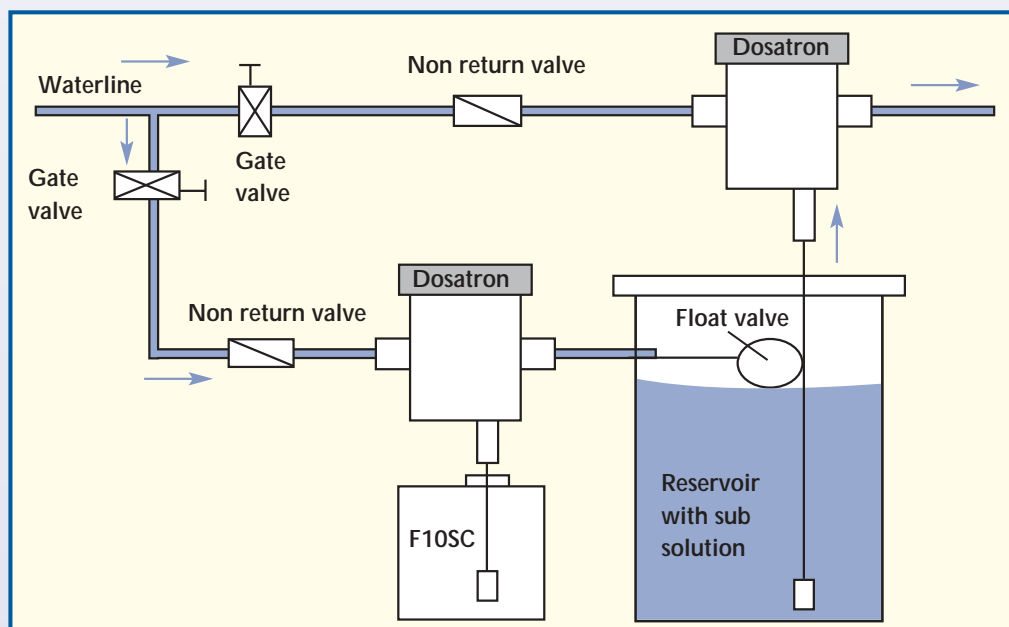 Dosatron
Non return valve
Waterline
Gate
valve
Gate
valve
Dosatron
Non return valve
Float valve
Reservoir
with sub
solution
F10SC